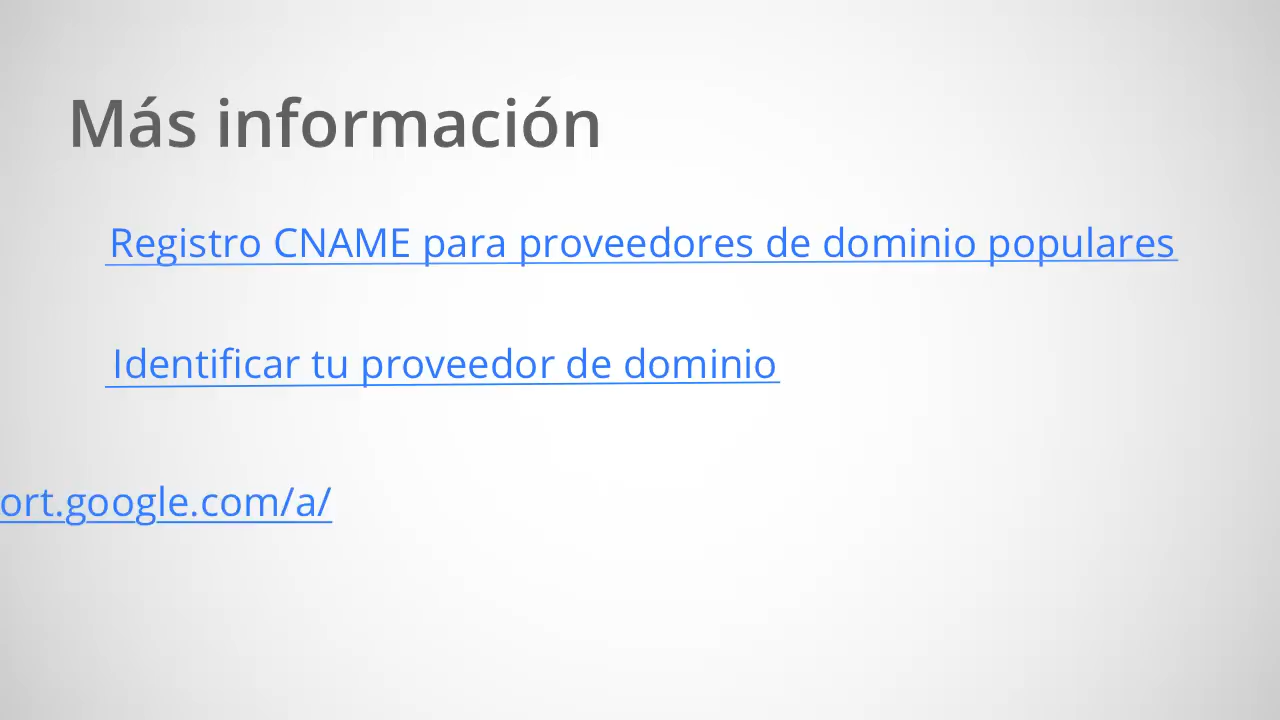 Más información
Registro CNAME para proveedores de dominio populares
Identificar tu proveedor de dominio
ort.google.com/a/